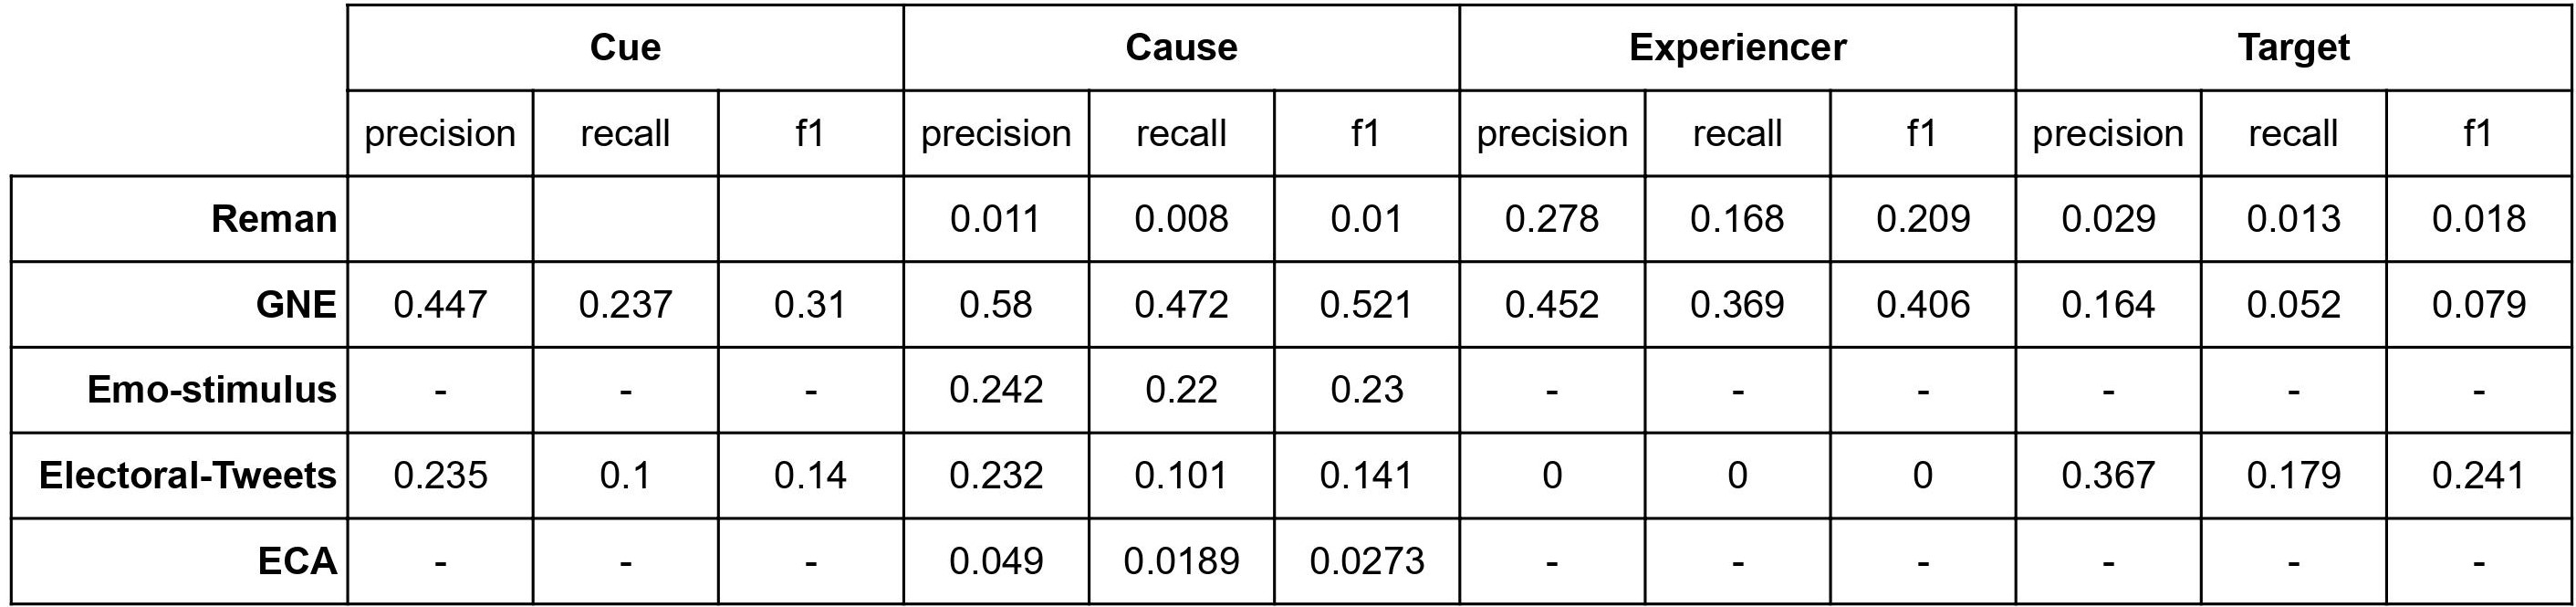 Cue Cause Experiencer Target
precision recall f1 precision recall f1 precision recall f1 precision recall f1
Reman 0.011 0.008 0.01 0.278 0.168 0.209 0.029 0.013 0.018
GNE 0.447 0.237 0.31 0.58 0.472 0.521 0.452 0.369 0.406 0.164 0.052 0.079
Emo-stimulus - - - 0.242 0.22 0.23 - - - - - -
Electoral-Tweets 0.235 0.1 0.14 0.232 0.101 0.141 0 0 0 0.367 0.179 0.241
ECA - - - 0.049 0.0189 0.0273 - - - - - -